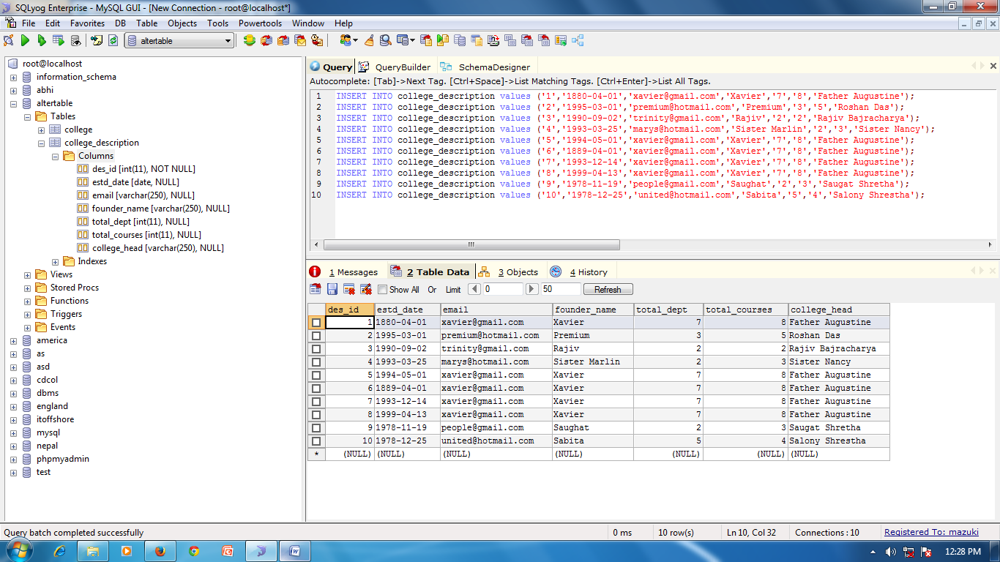 SQLyog Enterprise - MySQL GUI - [New Connection - root@localhost*]
File Edit Favorites DB Table Objects Tools Powertools Window Help
altertable
root@localhost
information_schema
abhi
altertable
Tables
college
college_description
Columns
des_id [int(11), NOT NULL]
estd_date [date, NULL]
email [varchar(250), NULL]
founder_name [varchar(250), NULL]
total_dept [int(11), NULL]
total_courses [int(11), NULL]
college_head [varchar(250), NULL]
Indexes
Views
Stored Procs
Functions
Triggers
Events
america
as
asd
cdcol
dbms
england
itoffshore
mysql
nepal
phpmyadmin
test
Query QueryBuilder SchemaDesigner
Autocomplete: [Tab]->Next Tag. [Ctrl+Space]->List Matching Tags. [Ctrl+Enter]->List All Tags.
1 INSERT INTO college_description values ('1','1880-04-01','xavier@gmail.com','Xavier','7','8','Father Augustine');
2 INSERT INTO college_description values ('2','1995-03-01','premium@hotmail.com','Premium','3','5','Roshan Das');
3 INSERT INTO college_description values ('3','1990-09-02','trinity@gmail.com','Rajiv','2','2','Rajiv Bajracharya');
4 INSERT INTO college_description values ('4','1993-03-25','marys@hotmail.com','Sister Marlin','2','3','Sister Nancy');
5 INSERT INTO college_description values ('5','1994-05-01','xavier@gmail.com','Xavier','7','8','Father Augustine');
6 INSERT INTO college_description values ('6','1889-04-01','xavier@gmail.com','Xavier','7','8','Father Augustine');
7 INSERT INTO college_description values ('7','1993-12-14','xavier@gmail.com','Xavier','7','8','Father Augustine');
8 INSERT INTO college_description values ('8','1999-04-13','xavier@gmail.com','Xavier','7','8','Father Augustine');
9 INSERT INTO college_description values ('9','1978-11-19','people@gmail.com','Saughat','2','3','Saugat Shretha');
10 INSERT INTO college_description values ('10','1978-12-25','united@hotmail.com','Sabita','5','4','Salony Shrestha');
1 Messages 2 Table Data 3 Objects 4 History
Show All Or Limit 0 50 Refresh
des_id estd_date email founder_name total_dept total_courses college_head
1 1880-04-01 xavier@gmail.com Xavier 7 8 Father Augustine
2 1995-03-01 premium@hotmail.com Premium 3 5 Roshan Das
3 1990-09-02 trinity@gmail.com Rajiv 2 2 Rajiv Bajracharya
4 1993-03-25 marys@hotmail.com Sister Marlin 2 3 Sister Nancy
5 1994-05-01 xavier@gmail.com Xavier 7 8 Father Augustine
6 1889-04-01 xavier@gmail.com Xavier 7 8 Father Augustine
7 1993-12-14 xavier@gmail.com Xavier 7 8 Father Augustine
8 1999-04-13 xavier@gmail.com Xavier 7 8 Father Augustine
9 1978-11-19 people@gmail.com Saughat 2 3 Saugat Shretha
10 1978-12-25 united@hotmail.com Sabita 5 4 Salony Shrestha
* (NULL) (NULL) (NULL) (NULL) (NULL) (NULL) (NULL)
Query batch completed successfully 0 ms 10 row(s) Ln 10, Col 32 Connections : 10 Registered To: mazuki
12:28 PM